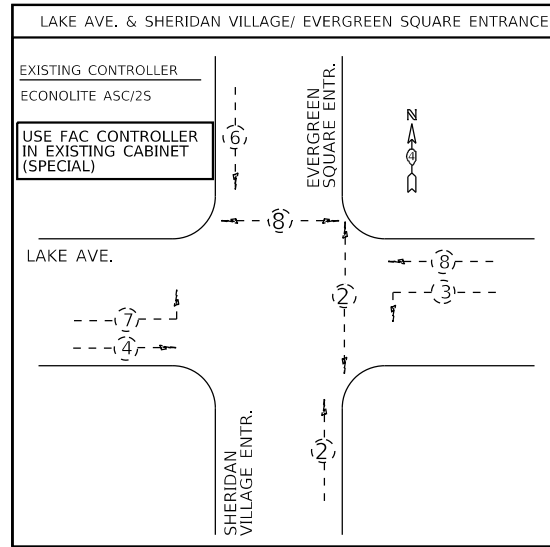 LAKE AVE. & SHERIDAN VILLAGE/ EVERGREEN SQUARE ENTRANCE
EXISTING CONTROLLER
ECONOLITE ASC/2S
USE FAC CONTROLLER
IN EXISTING CABINET
(SPECIAL)
6
EVERGREEN
SQUARE ENTR.
N
4
8
LAKE AVE.
8
2
3
7
4
2
SHERIDAN
VILLAGE ENTR.